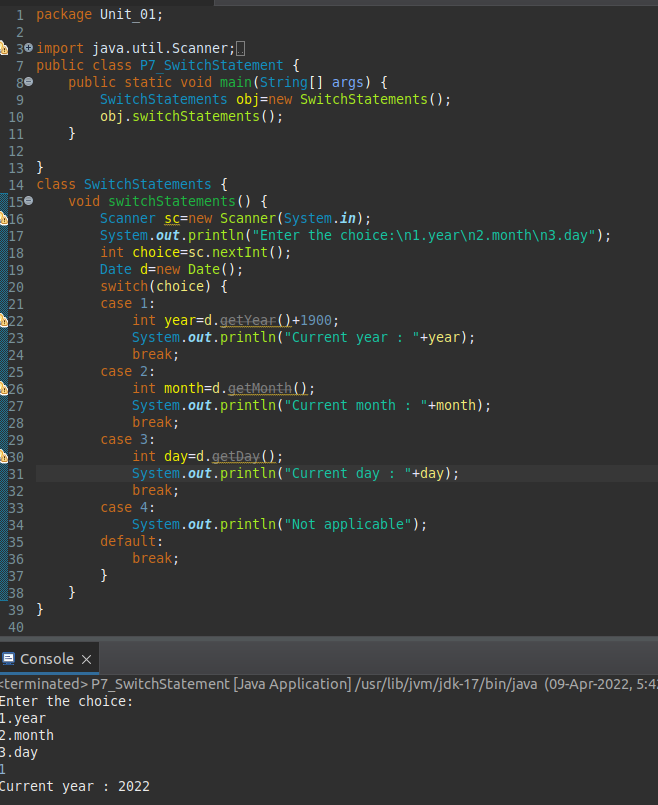 1 package Unit_01;
2
3 import java.util.Scanner;
7 public class P7_SwitchStatement {
8 public static void main(String[] args) {
9 SwitchStatements obj=new SwitchStatements();
10 obj.switchStatements();
11 }
12
13 }
14 class SwitchStatements {
15 void switchStatements() {
16 Scanner sc=new Scanner(System.in);
17 System.out.println("Enter the choice:\n1.year\n2.month\n3.day");
18 int choice=sc.nextInt();
19 Date d=new Date();
20 switch(choice) {
21 case 1:
22 int year=d.getYear()+1900;
23 System.out.println("Current year : "+year);
24 break;
25 case 2:
26 int month=d.getMonth();
27 System.out.println("Current month : "+month);
28 break;
29 case 3:
30 int day=d.getDay();
31 System.out.println("Current day : "+day);
32 break;
33 case 4:
34 System.out.println("Not applicable");
35 default:
36 break;
37 }
38 }
39 }
40
Console
<terminated> P7_SwitchStatement [Java Application] /usr/lib/jvm/jdk-17/bin/java (09-Apr-2022, 5:4
Enter the choice:
1.year
2.month
3.day
1
Current year : 2022